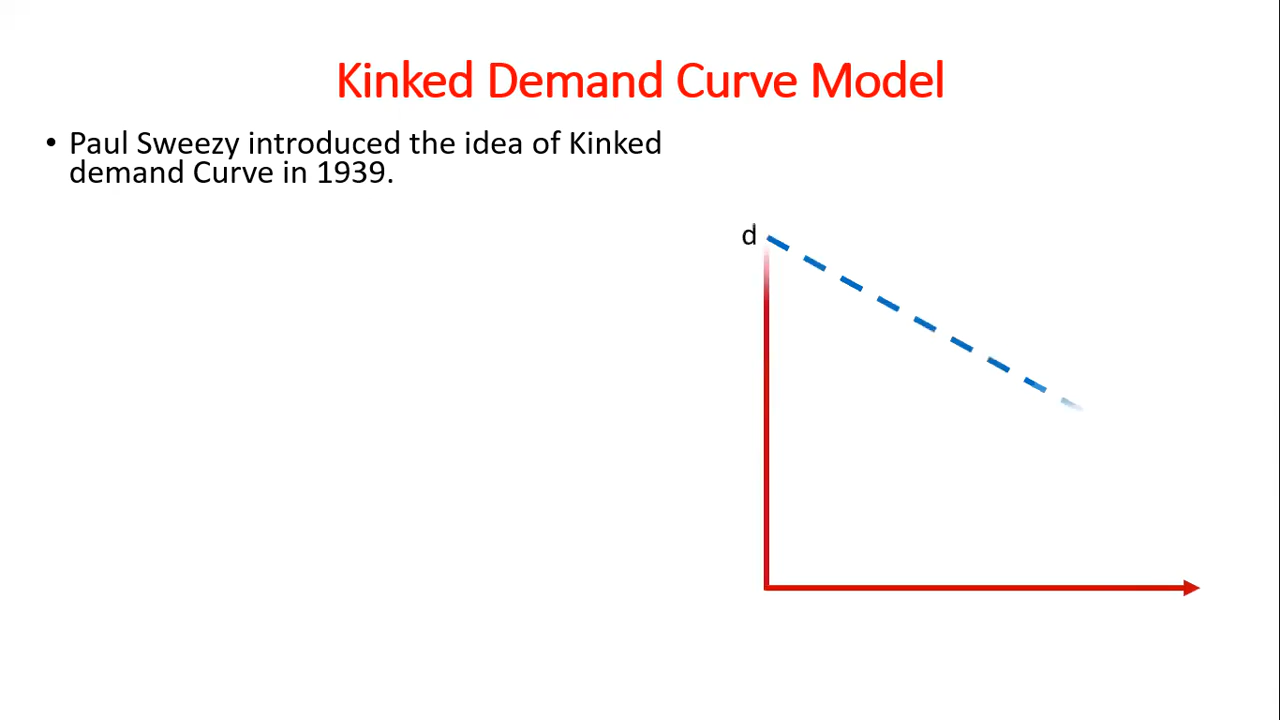 Kinked Demand Curve Model
• Paul Sweezy introduced the idea of Kinked
demand Curve in 1939.
d